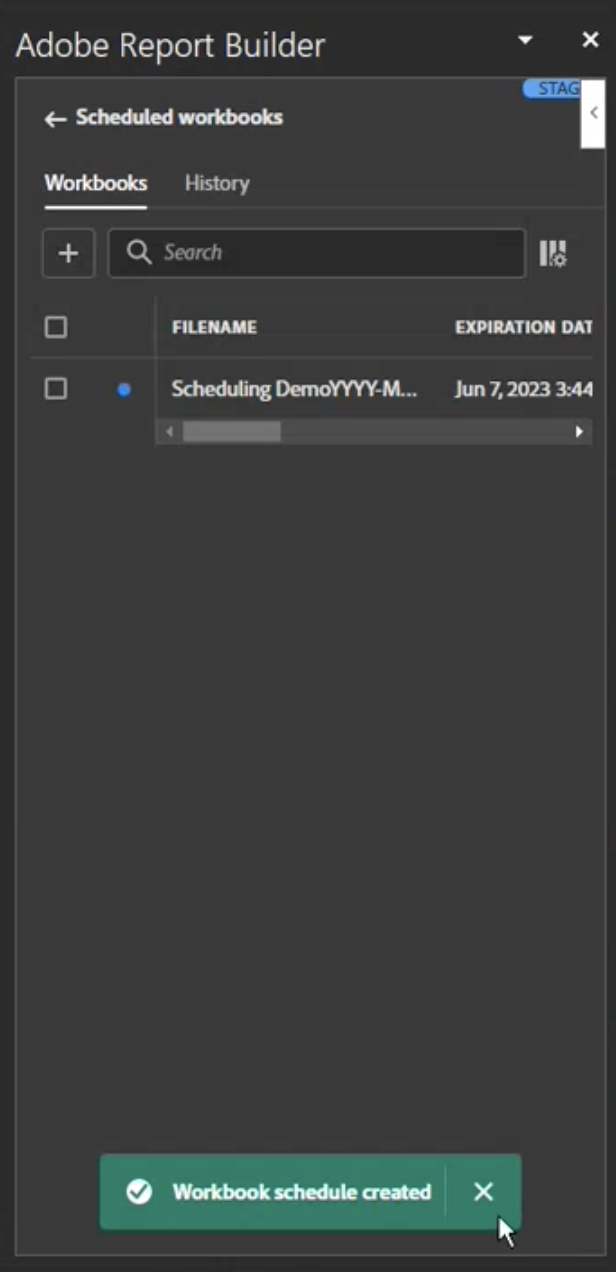 Adobe Report Builder
STAG
Scheduled workbooks
Workbooks History
Search
FILENAME EXPIRATION DAT
Scheduling DemoYYYY-M... Jun 7, 2023 3:44
Workbook schedule created